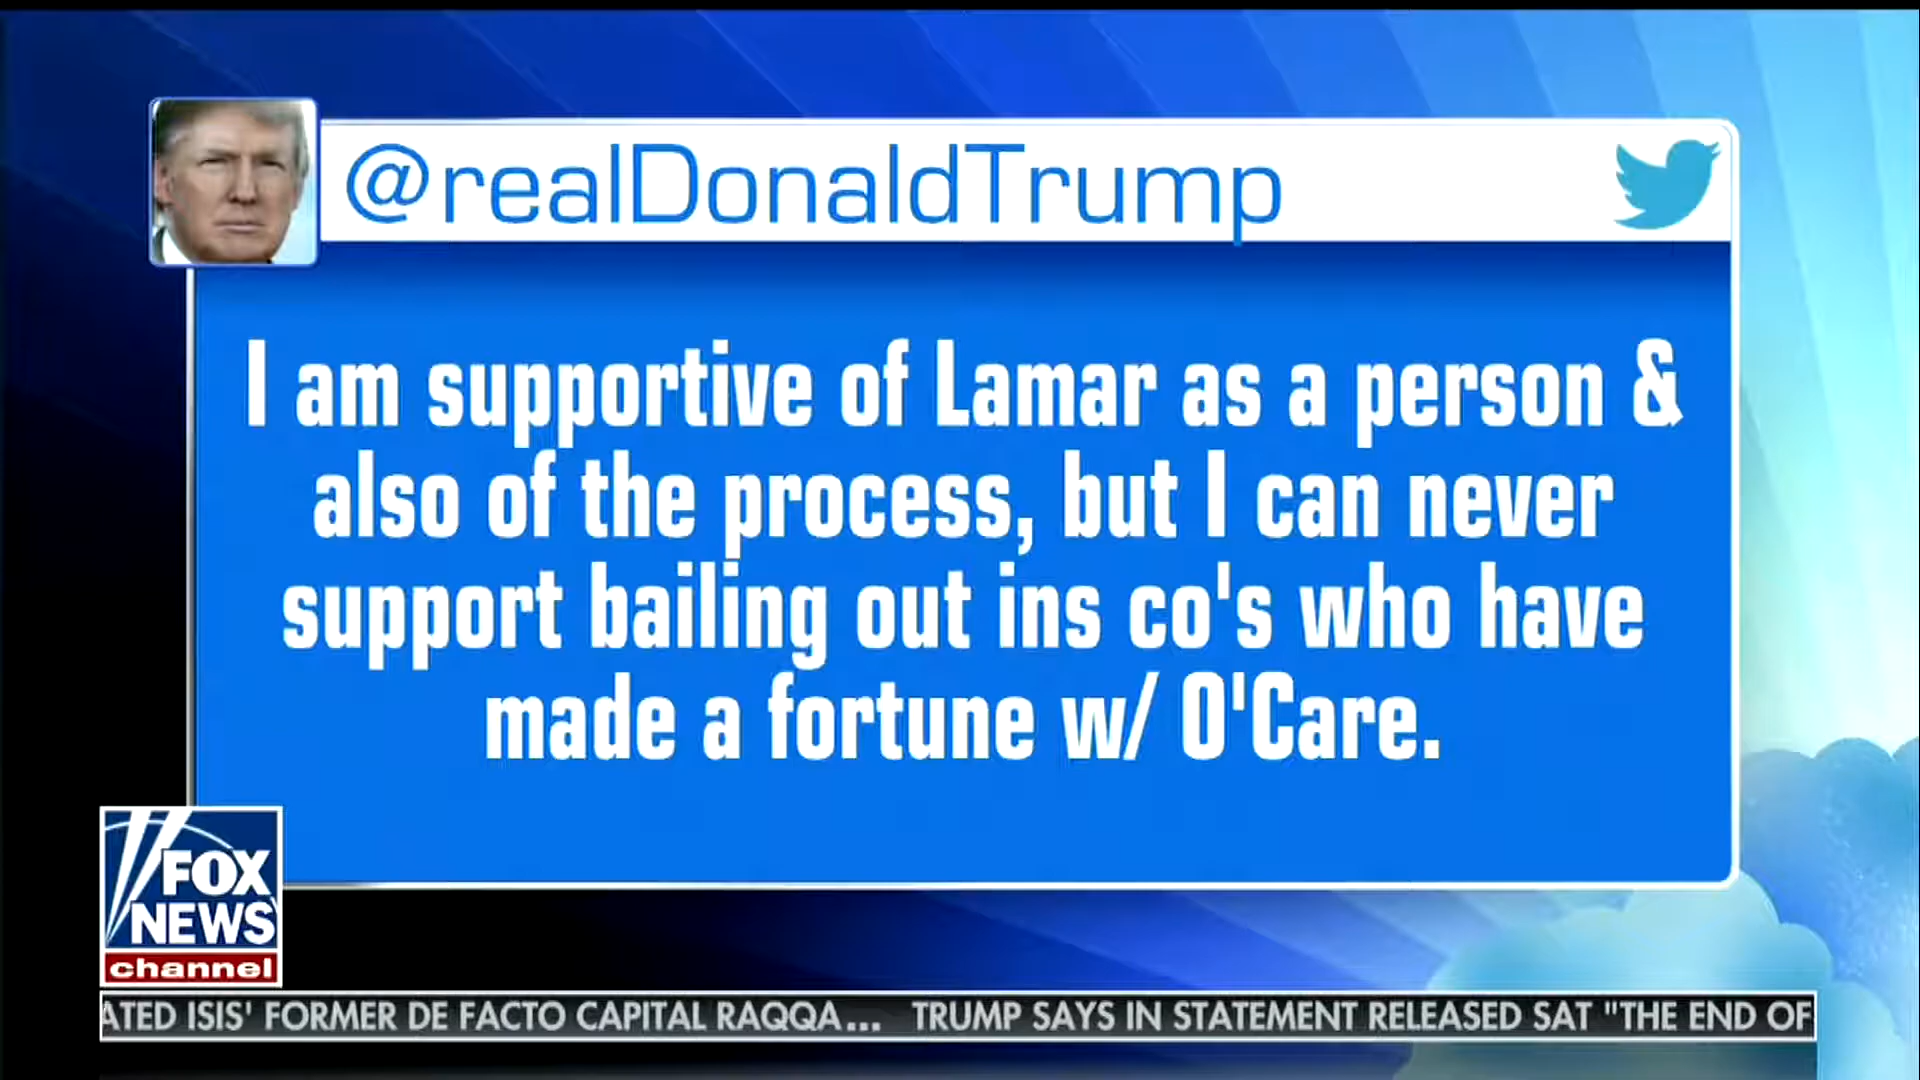 @realDonaldTrump
I am supportive of Lamar as a person &
also of the process, but I can never
support bailing out ins co's who have
made a fortune w/ O'Care.
FOX
NEWS
channel
ATED ISIS' FORMER DE FACTO CAPITAL RAQQA... TRUMP SAYS IN STATEMENT RELEASED SAT "THE END OF